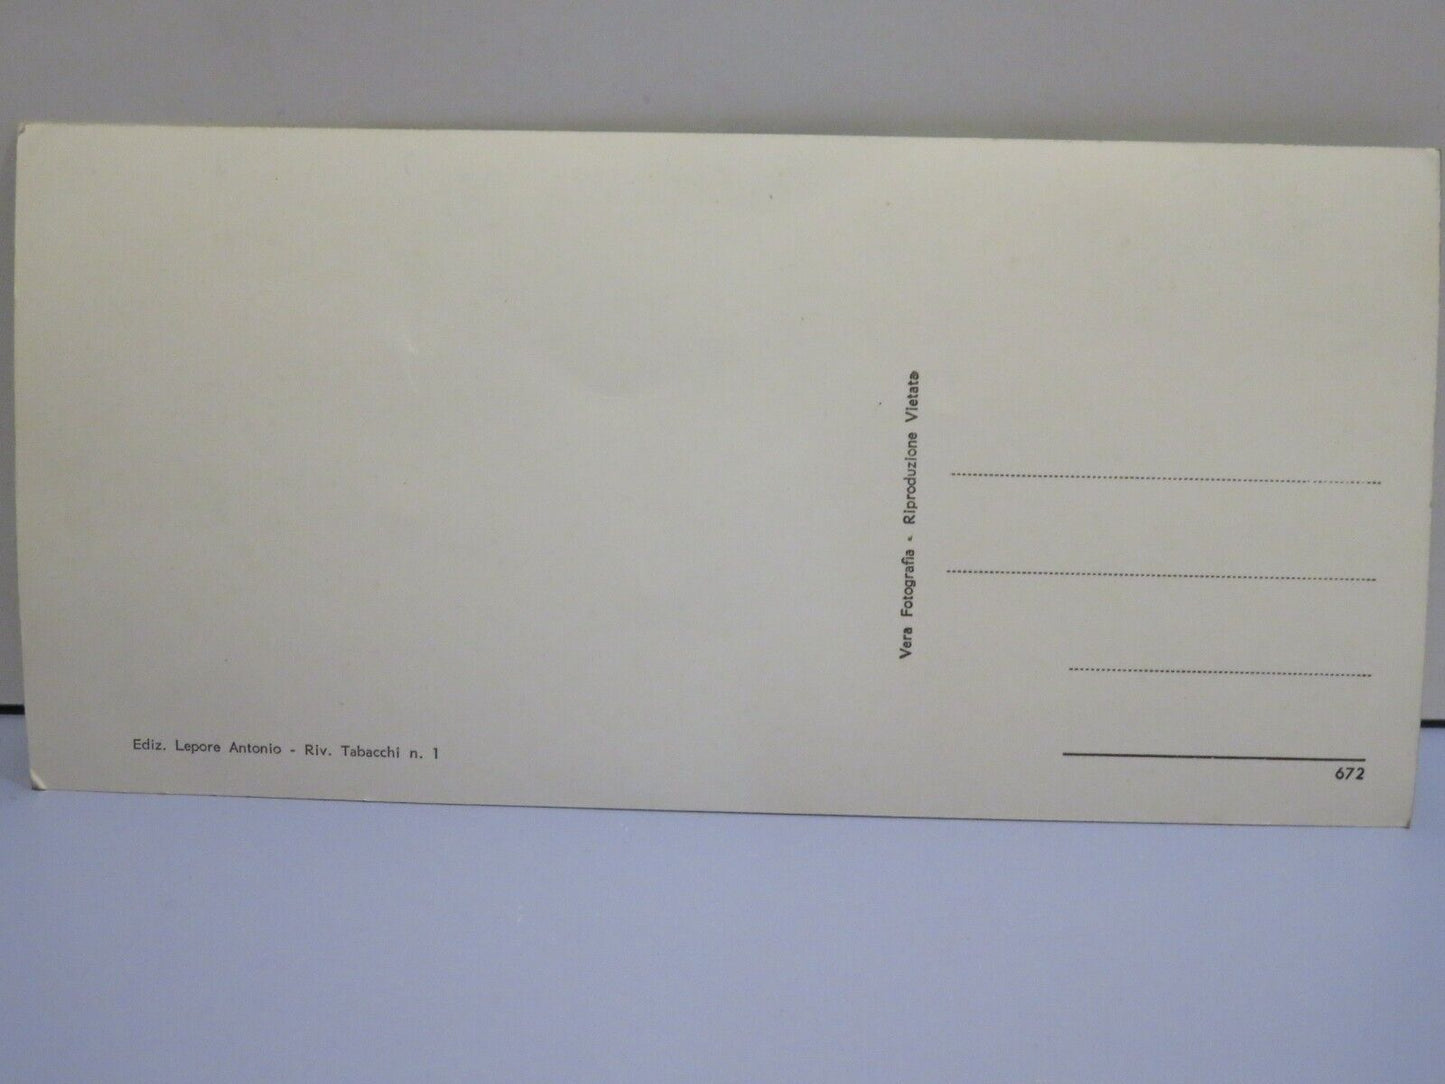 Vera Fotografia - Riproduzione Vietata
Ediz. Lepore Antonio - Riv. Tabacchi n. 1
672